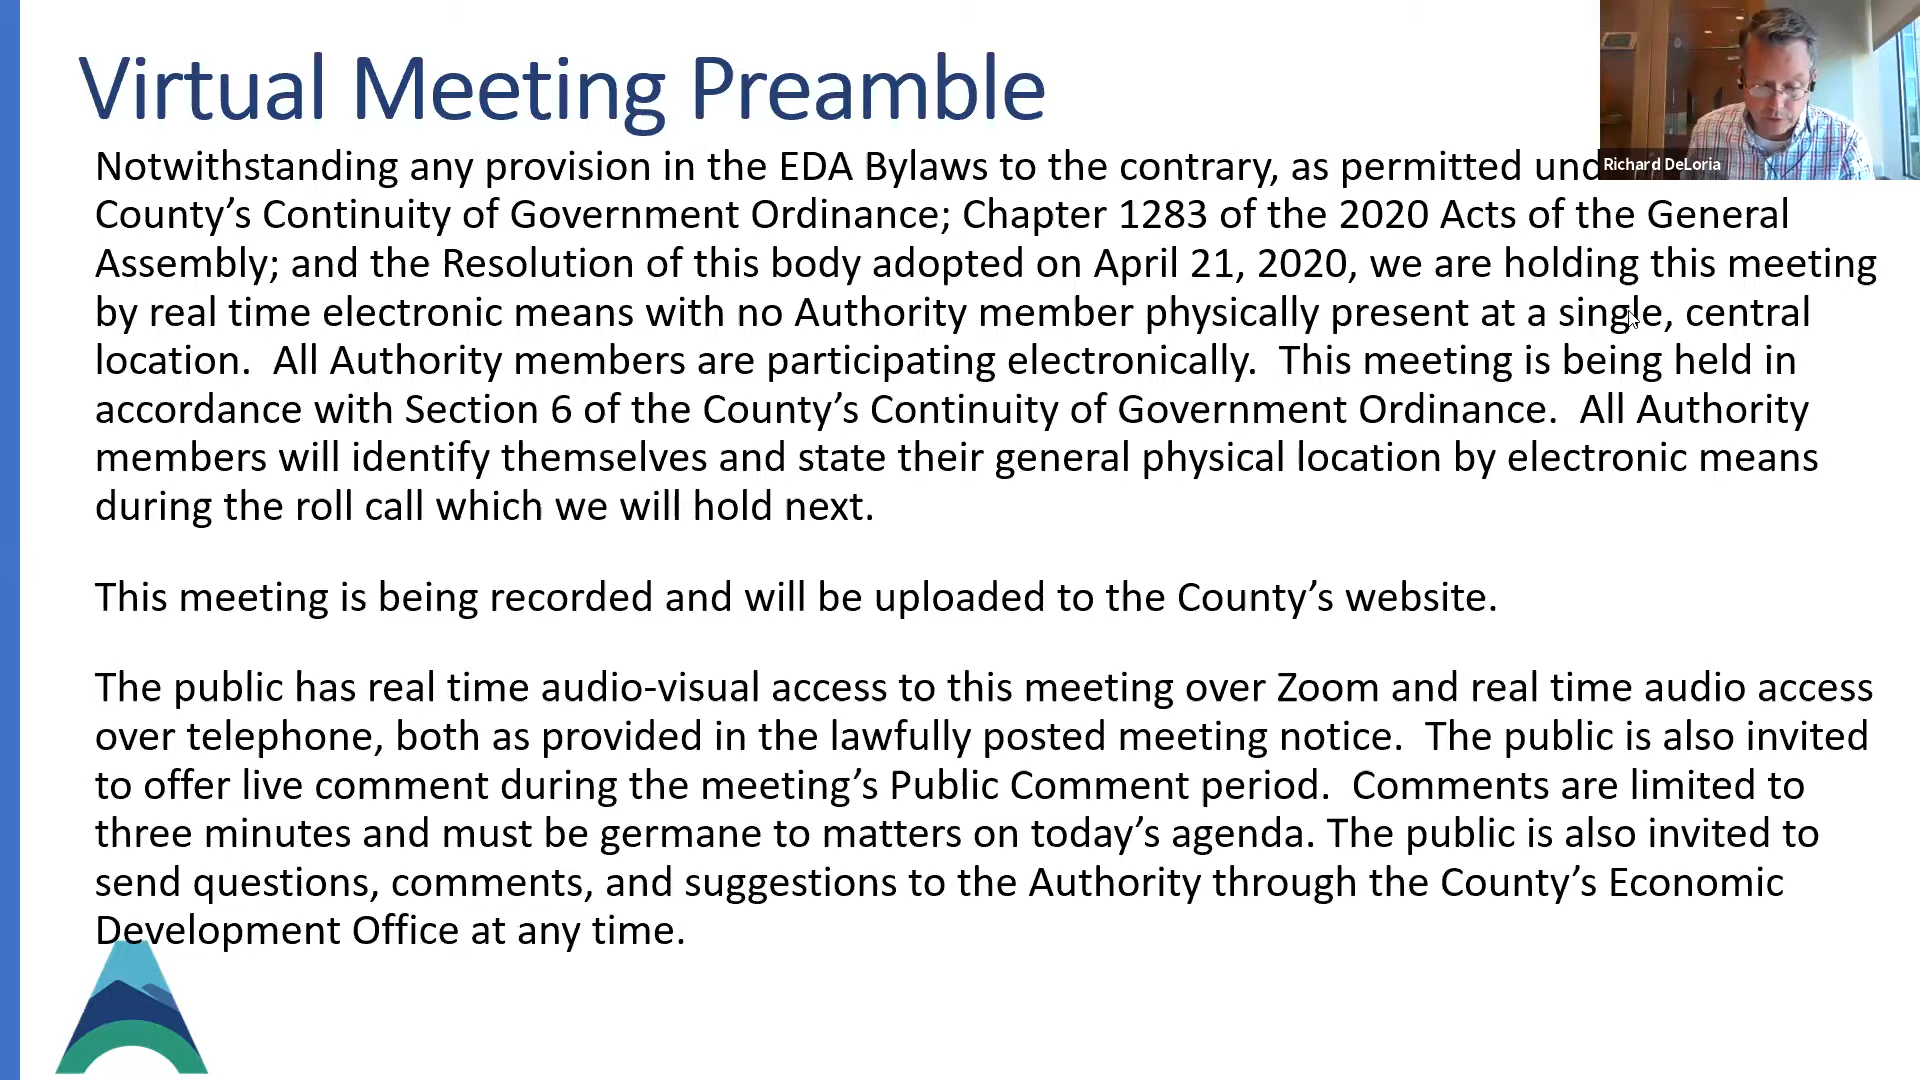 Virtual Meeting Preamble
Richard DeLoria
Notwithstanding any provision in the EDA Bylaws to the contrary, as permitted
County’s Continuity of Government Ordinance; Chapter 1283 of the 2020 Acts of the General
Assembly; and the Resolution of this body adopted on April 21, 2020, we are holding this meeting
by real time electronic means with no Authority member physically present at a single, central
location.  All Authority members are participating electronically.  This meeting is being held in
accordance with Section 6 of the County’s Continuity of Government Ordinance.  All Authority
members will identify themselves and state their general physical location by electronic means
during the roll call which we will hold next.
This meeting is being recorded and will be uploaded to the County’s website.
The public has real time audio-visual access to this meeting over Zoom and real time audio access
over telephone, both as provided in the lawfully posted meeting notice.  The public is also invited
to offer live comment during the meeting’s Public Comment period.  Comments are limited to
three minutes and must be germane to matters on today’s agenda. The public is also invited to
send questions, comments, and suggestions to the Authority through the County’s Economic
Development Office at any time.